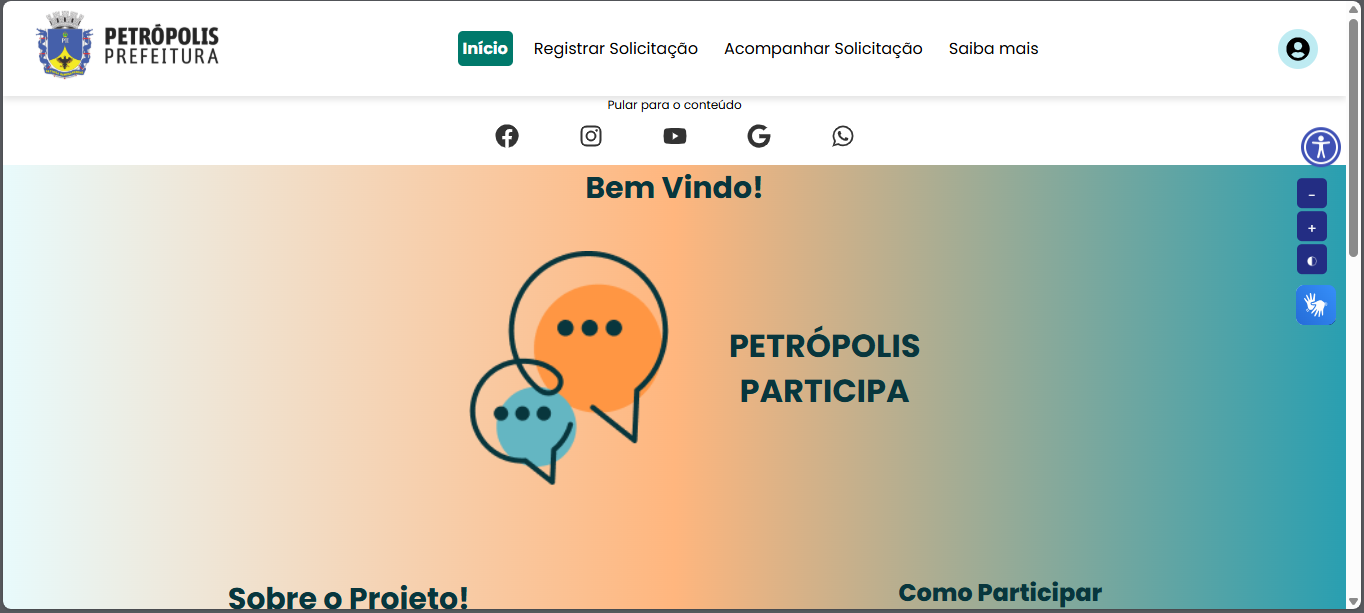 PETRÓPOLIS
PREFEITURA
Início Registrar Solicitação Acompanhar Solicitação Saiba mais
Pular para o conteúdo
Bem Vindo!
-
+
PETRÓPOLIS
PARTICIPA
Sobre o Projeto!
Como Participar